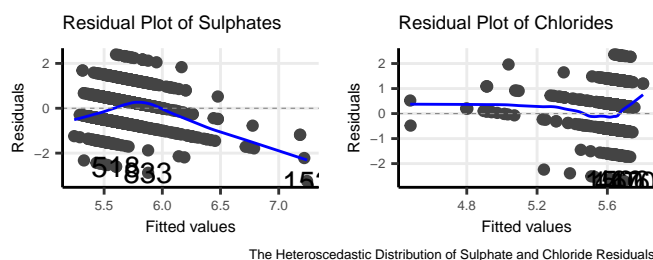 Residual Plot of Sulphates
Residuals
2
0
−2
518
833
5.5
6.0
6.5
7.0
Fitted values
Residual Plot of Chlorides
Residuals
2
1
0
−1
−2
4.8
5.2
5.6
Fitted values
The Heteroscedastic Distribution of Sulphate and Chloride Residuals